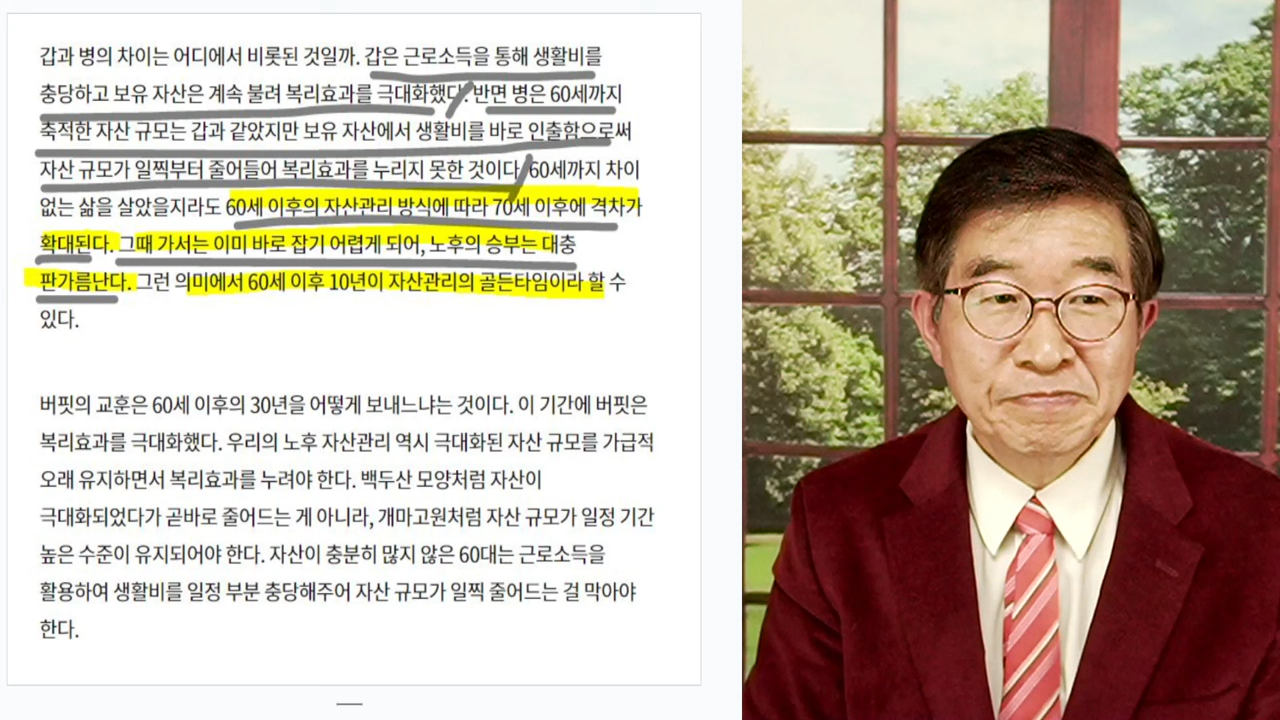 갑과 병의 차이는 어디에서 비롯된 것일까. 갑은 근로소득을 통해 생활비를
충당하고 보유 자산은 계속 불려 복리효과를 극대화했다. 반면 병은 60세까지
축적한 자산 규모는 갑과 같았지만 보유 자산에서 생활비를 바로 인출함으로써
자산 규모가 일찍부터 줄어들어 복리효과를 누리지 못한 것이다. 60세까지 차이
없는 삶을 살았을지라도 60세 이후의 자산관리 방식에 따라 70세 이후에 격차가
확대된다. 그때 가서는 이미 바로 잡기 어렵게 되어, 노후의 승부는 대충
판가름난다. 그런 의미에서 60세 이후 10년이 자산관리의 골든타임이라 할 수
있다.
버핏의 교훈은 60세 이후의 30년을 어떻게 보내느냐는 것이다. 이 기간에 버핏은
복리효과를 극대화했다. 우리의 노후 자산관리 역시 극대화된 자산 규모를 가급적
오래 유지하면서 복리효과를 누려야 한다. 백두산 모양처럼 자산이
극대화되었다가 곧바로 줄어드는 게 아니라, 개마고원처럼 자산 규모가 일정 기간
높은 수준이 유지되어야 한다. 자산이 충분히 많지 않은 60대는 근로소득을
활용하여 생활비를 일정 부분 충당해주어 자산 규모가 일찍 줄어드는 걸 막아야
한다.